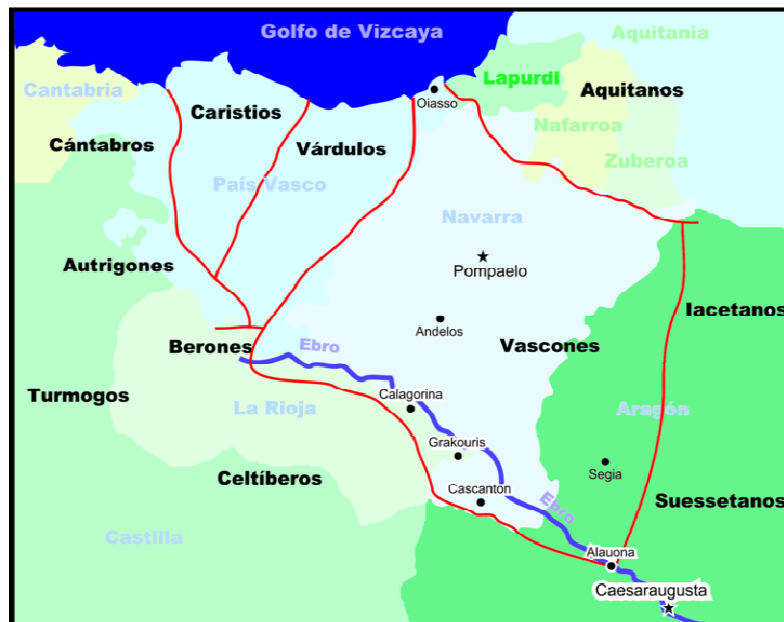 Golfo de Vizcaya
Aquitania
Lapurdi
Cantabria
Aquitanos
Oiasso
Caristios
Nafarroa
Cántabros
Várdulos
Zuberoa
País Vasco
Navarra
Autrigones
Pompaelo
Iacetanos
Andelos
Berones
Ebro
Vascones
Turmogos
Calagorina
La Rioja
Aragón
Grakouris
Celtíberos
Segia
Cascanton
Suessetanos
Ebro
Castilla
Alauona
Caesaraugusta